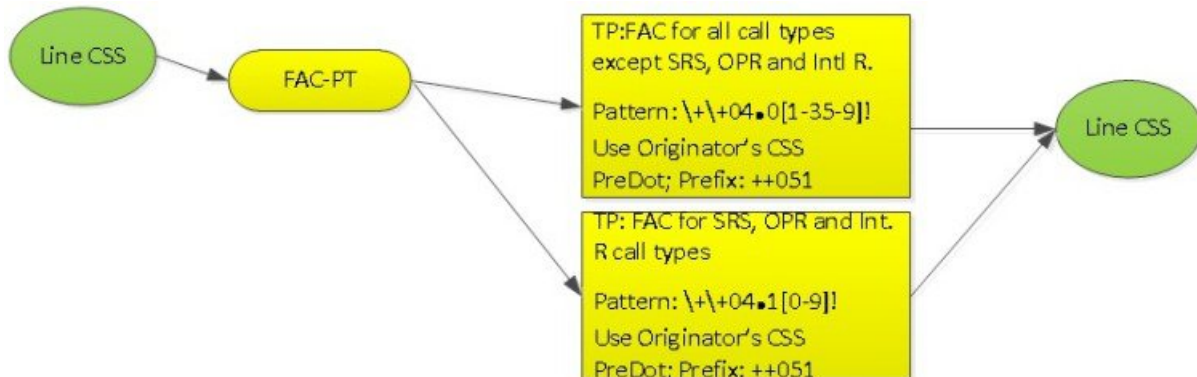 Line CSS
FAC-PT
TP:FAC for all call types
except SRS, OPR and Intl R.
Pattern: \+\+04.0[1-35-9]!
Use Originator's CSS
PreDot; Prefix: ++051
TP: FAC for SRS, OPR and Int.
R call types
Pattern: \+\+04.1[0-9]!
Use Originator's CSS
PreDot; Prefix: ++051
Line CSS